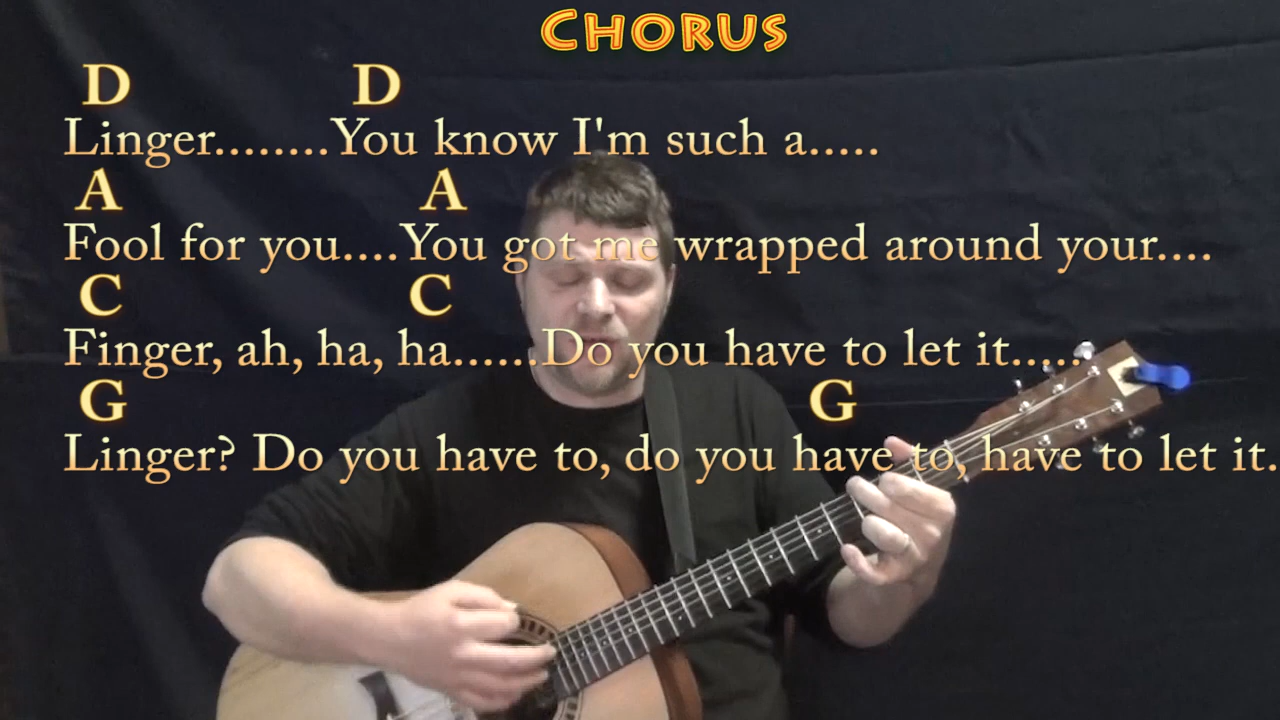 CHORUS
D D
Linger........You know I'm such a.....
A A
Fool for you....You got me wrapped around your....
C C
Finger, ah, ha, ha......Do you have to let it.....
G G
Linger? Do you have to, do you have to, have to let it.